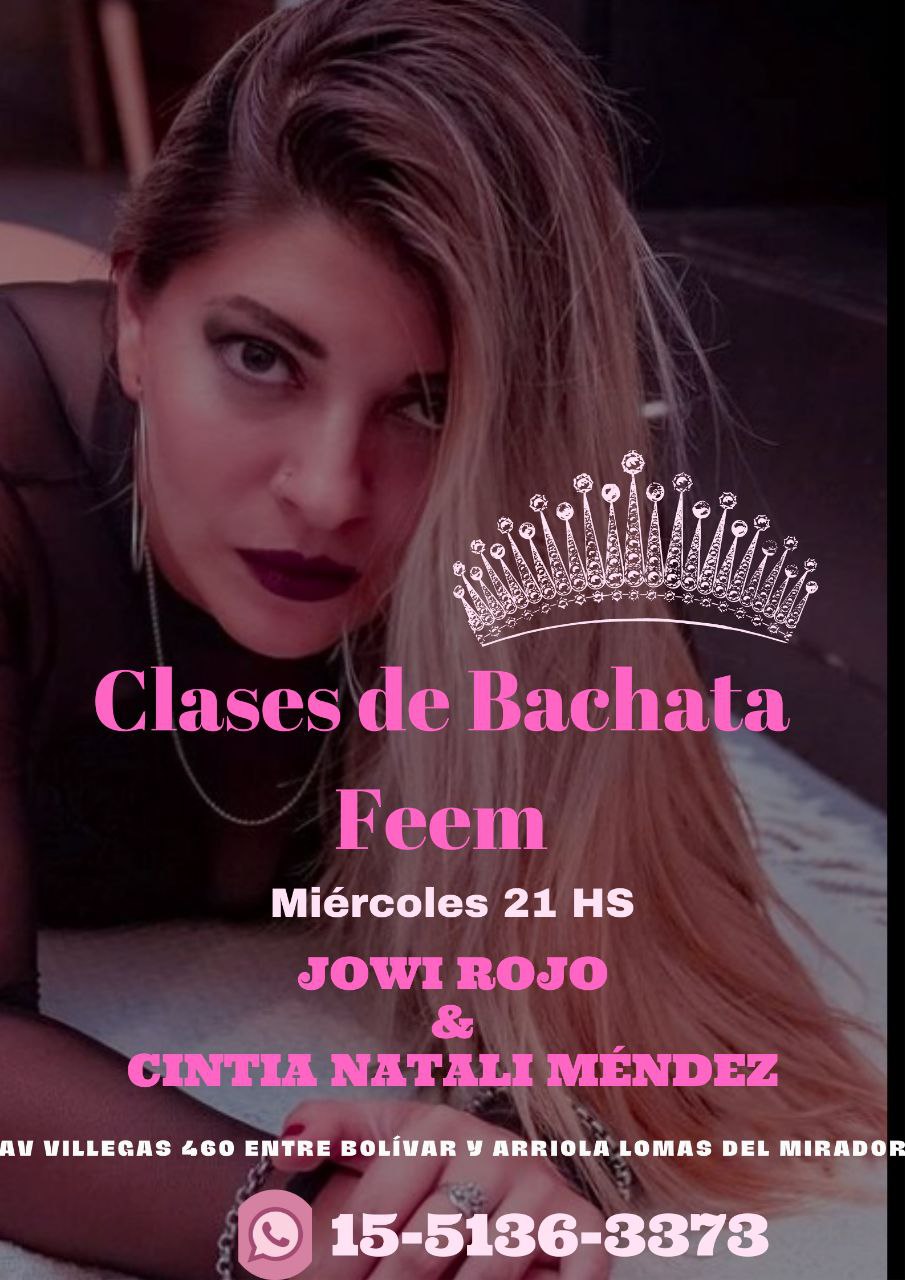 Clases de Bachata
Feem
Miércoles 21 HS
JOWI ROJO
&
CINTIA NATALI MÉNDEZ
AV VILLEGAS 460 ENTRE BOLÍVAR Y ARRIOLA LOMAS DEL MIRADOR
15-5136-3373